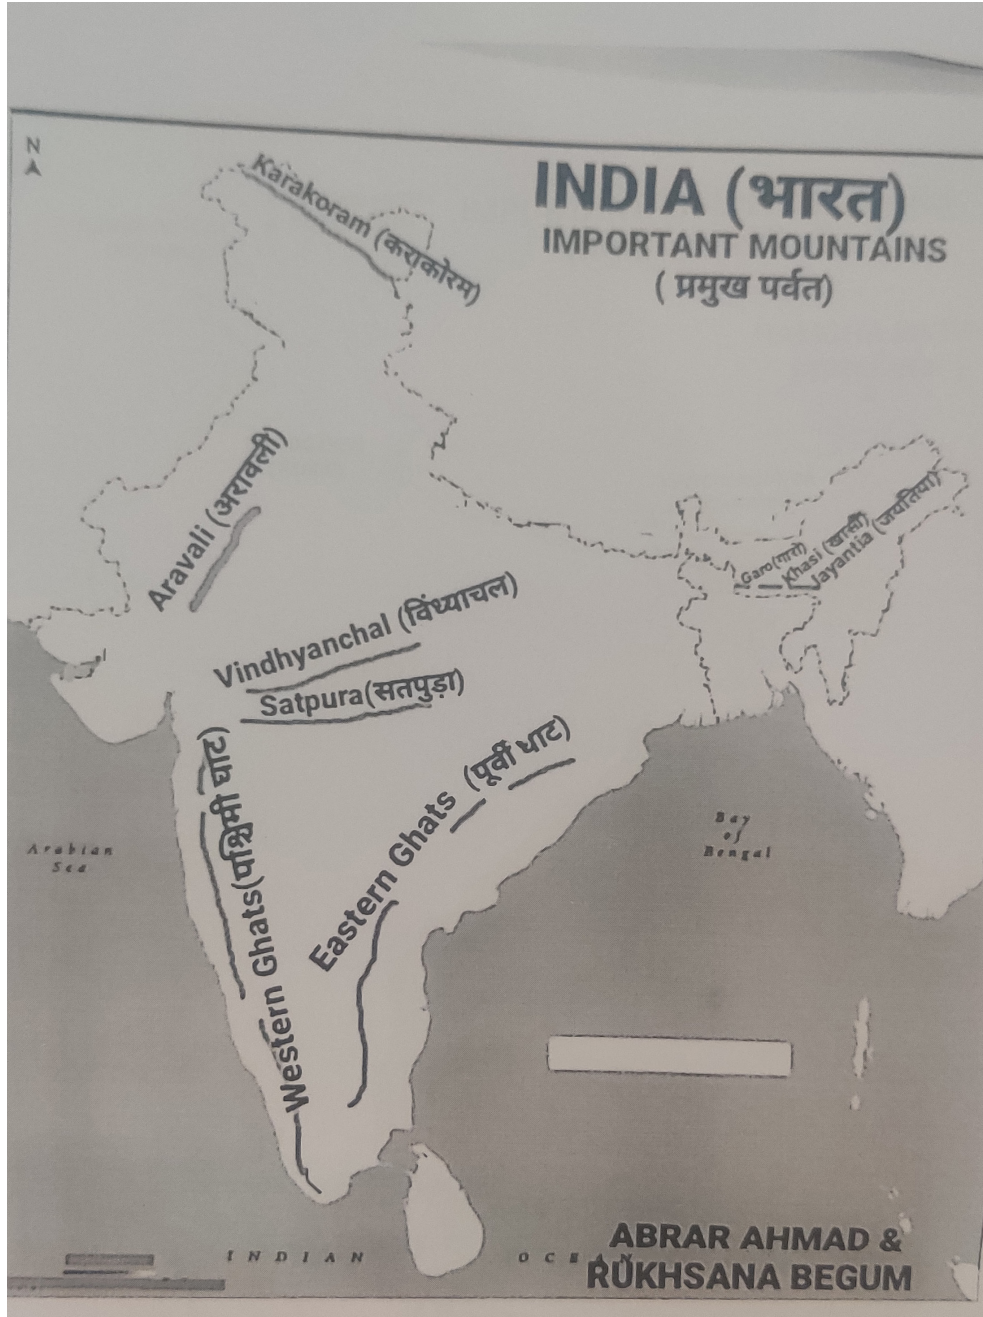 N
INDIA (भारत)
IMPORTANT MOUNTAINS
( प्रमुख पर्वत)
Karakoram (कराकोरम)
Aravali (अरावली)
Garo(गारो)
Khasi (खासी)
Jayantia (जयंतिया)
Vindhyanchal (विंध्याचल)
Satpura(सतपुड़ा)
Western Ghats(पश्चिमी घाट)
Eastern Ghats (पूर्वी घाट)
Arabian
Sea
Bay
of
Bengal
INDIAN OCEAN
ABRAR AHMAD &
RUKHSANA BEGUM